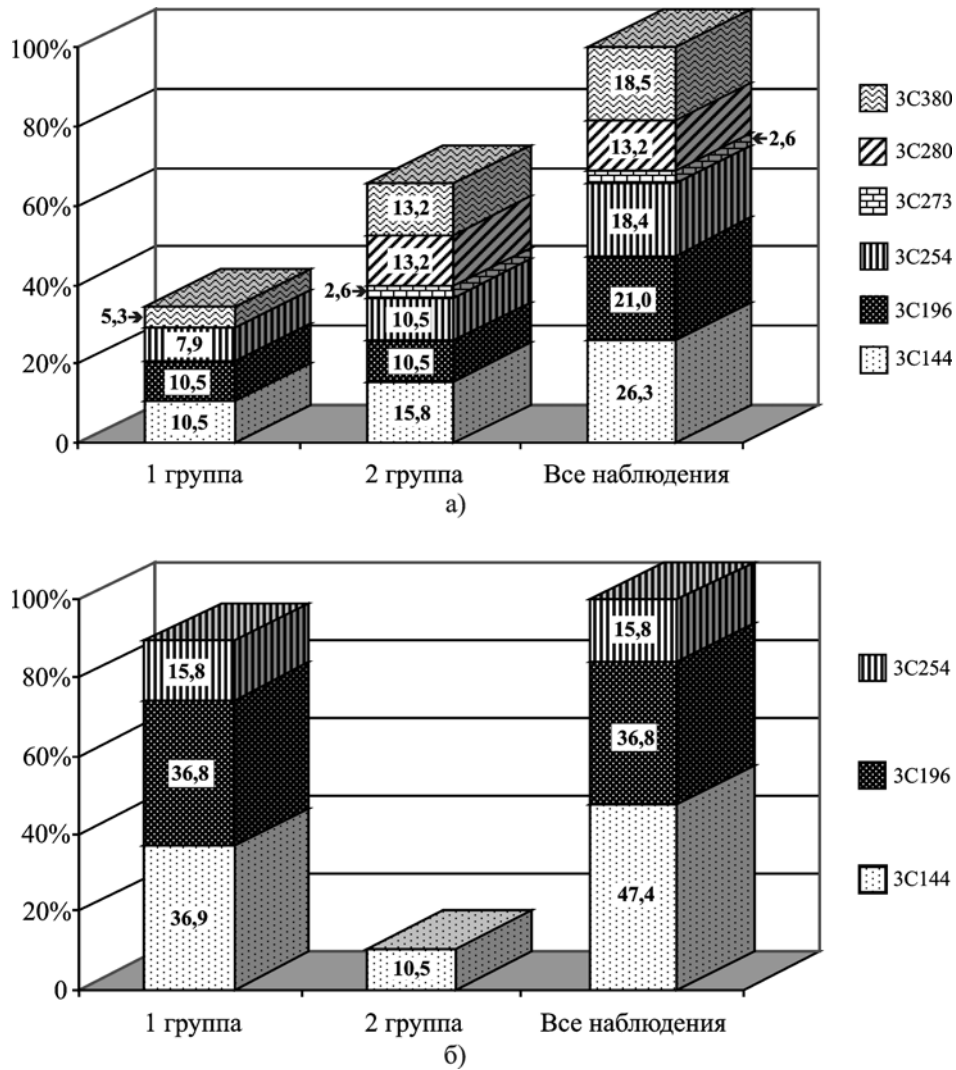 100%
80%
60%
40%
20%
0
18,5
13,2
2,6
18,4
21,0
26,3
13,2
13,2
2,6
10,5
10,5
15,8
5,3
7,9
10,5
10,5
3C380
3C280
3C273
3C254
3C196
3C144
1 группа
2 группа
Все наблюдения
а)
100%
80%
60%
40%
20%
0
15,8
36,8
36,9
10,5
15,8
36,8
47,4
3C254
3C196
3C144
1 группа
2 группа
Все наблюдения
б)